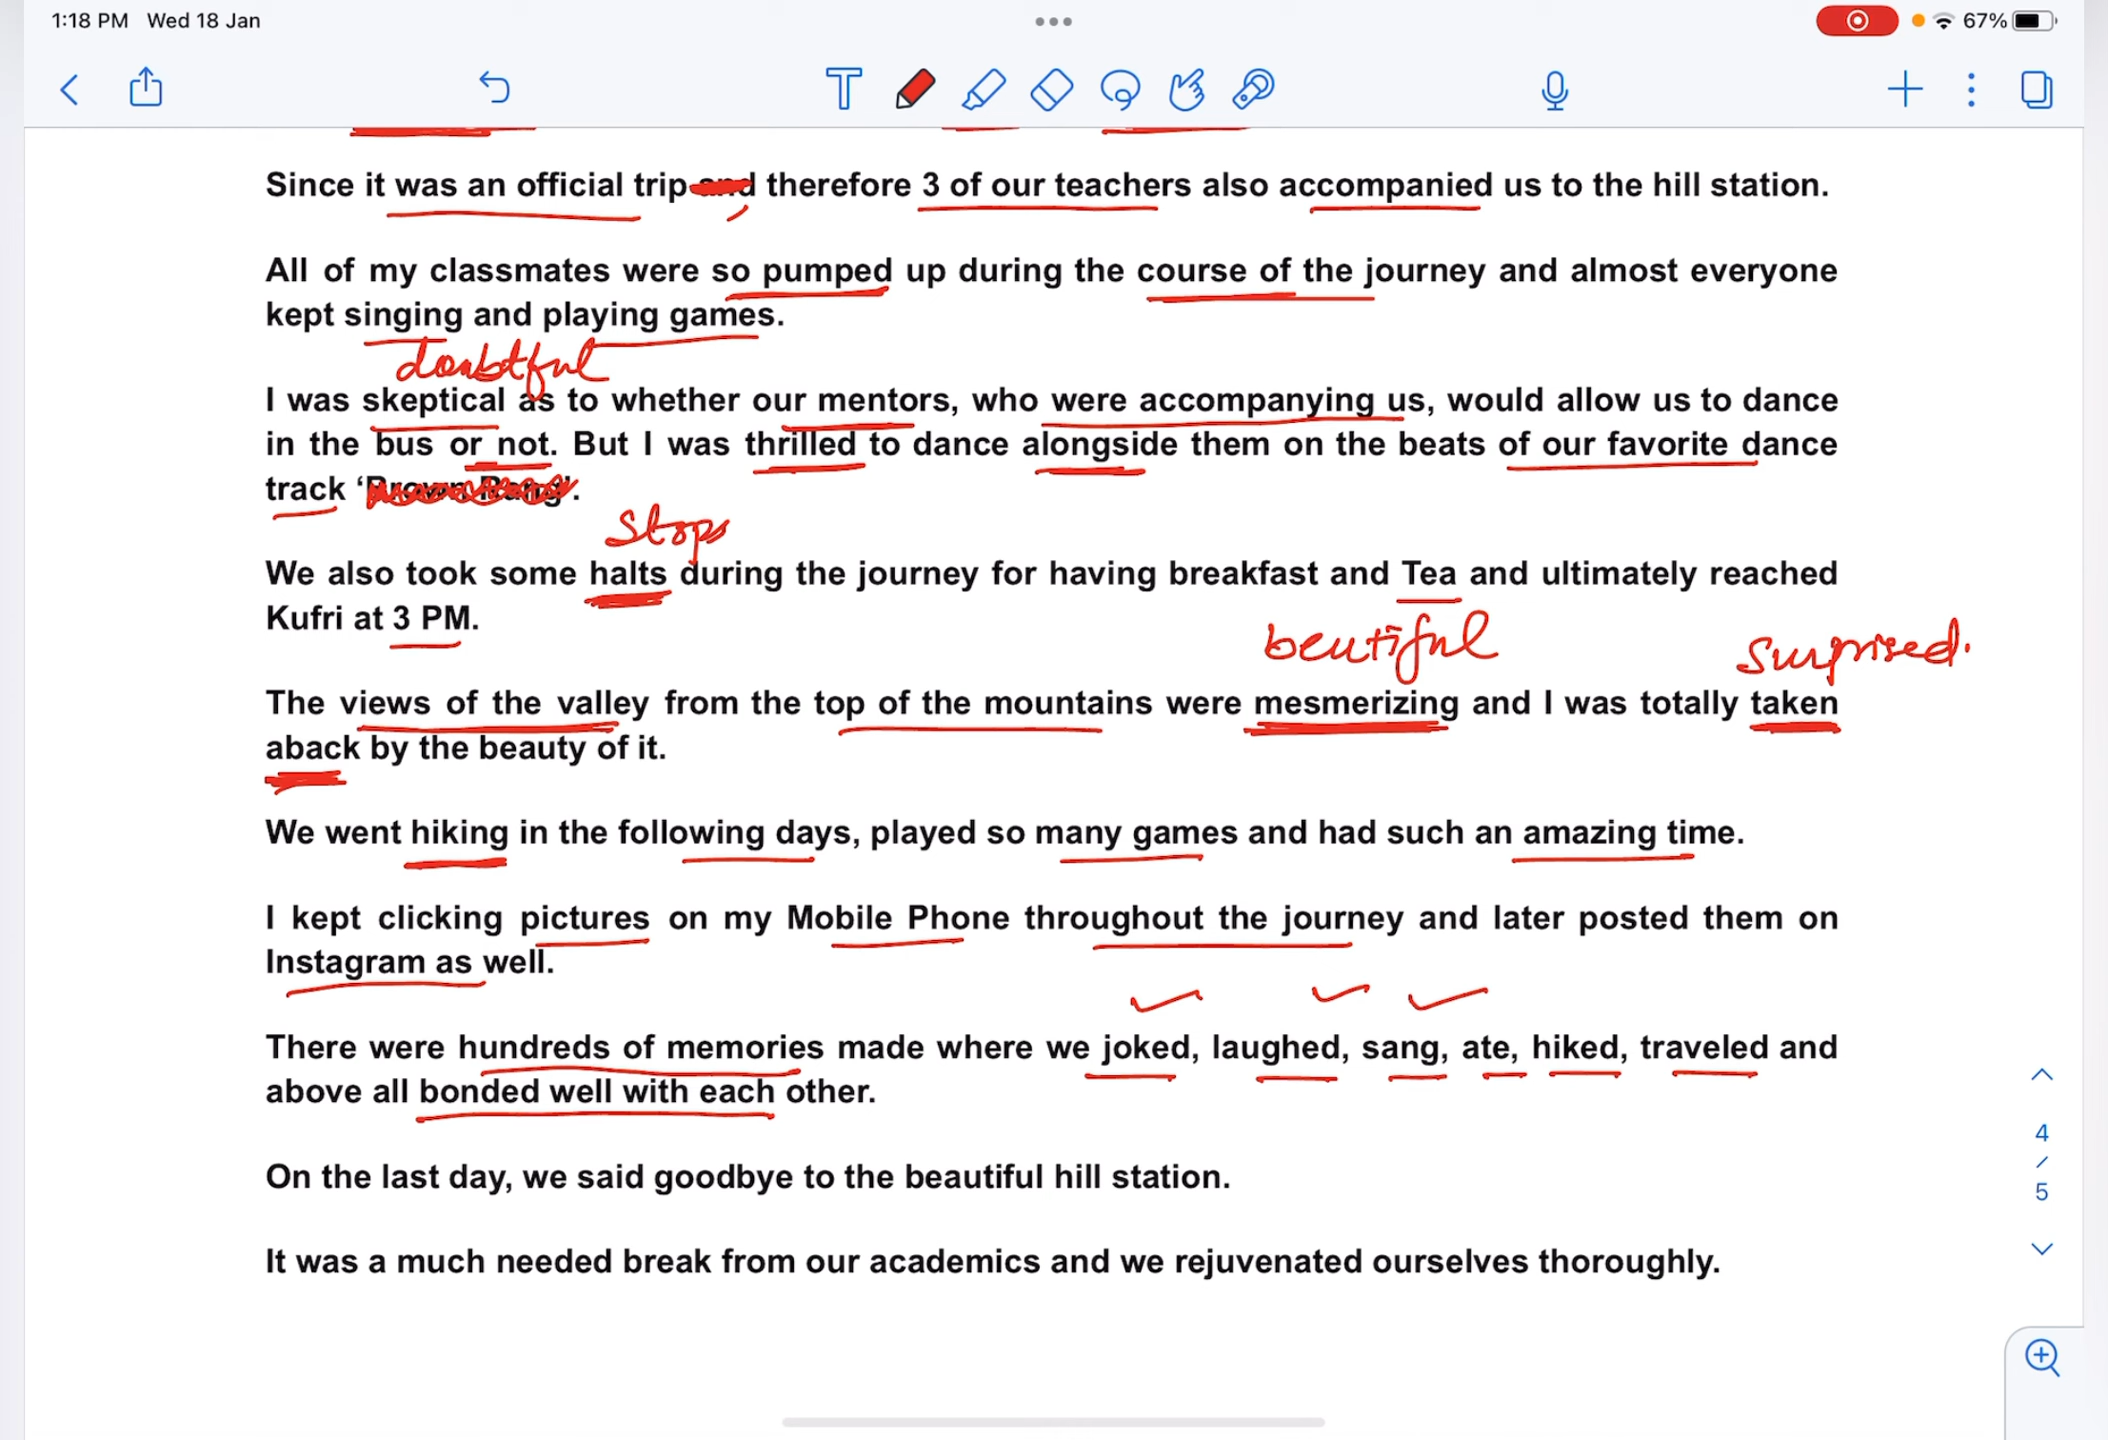 1:18 PM Wed 18 Jan
67%
T
Since it was an official trip and therefore 3 of our teachers also accompanied us to the hill station.
All of my classmates were so pumped up during the course of the journey and almost everyone
kept singing and playing games.
doubtful
I was skeptical as to whether our mentors, who were accompanying us, would allow us to dance
in the bus or not. But I was thrilled to dance alongside them on the beats of our favorite dance
track ‘Brown Rang’.
Stops
We also took some halts during the journey for having breakfast and Tea and ultimately reached
Kufri at 3 PM.
beutiful surprised.
The views of the valley from the top of the mountains were mesmerizing and I was totally taken
aback by the beauty of it.
We went hiking in the following days, played so many games and had such an amazing time.
I kept clicking pictures on my Mobile Phone throughout the journey and later posted them on
Instagram as well.
There were hundreds of memories made where we joked, laughed, sang, ate, hiked, traveled and
above all bonded well with each other.
4
/
5
On the last day, we said goodbye to the beautiful hill station.
It was a much needed break from our academics and we rejuvenated ourselves thoroughly.